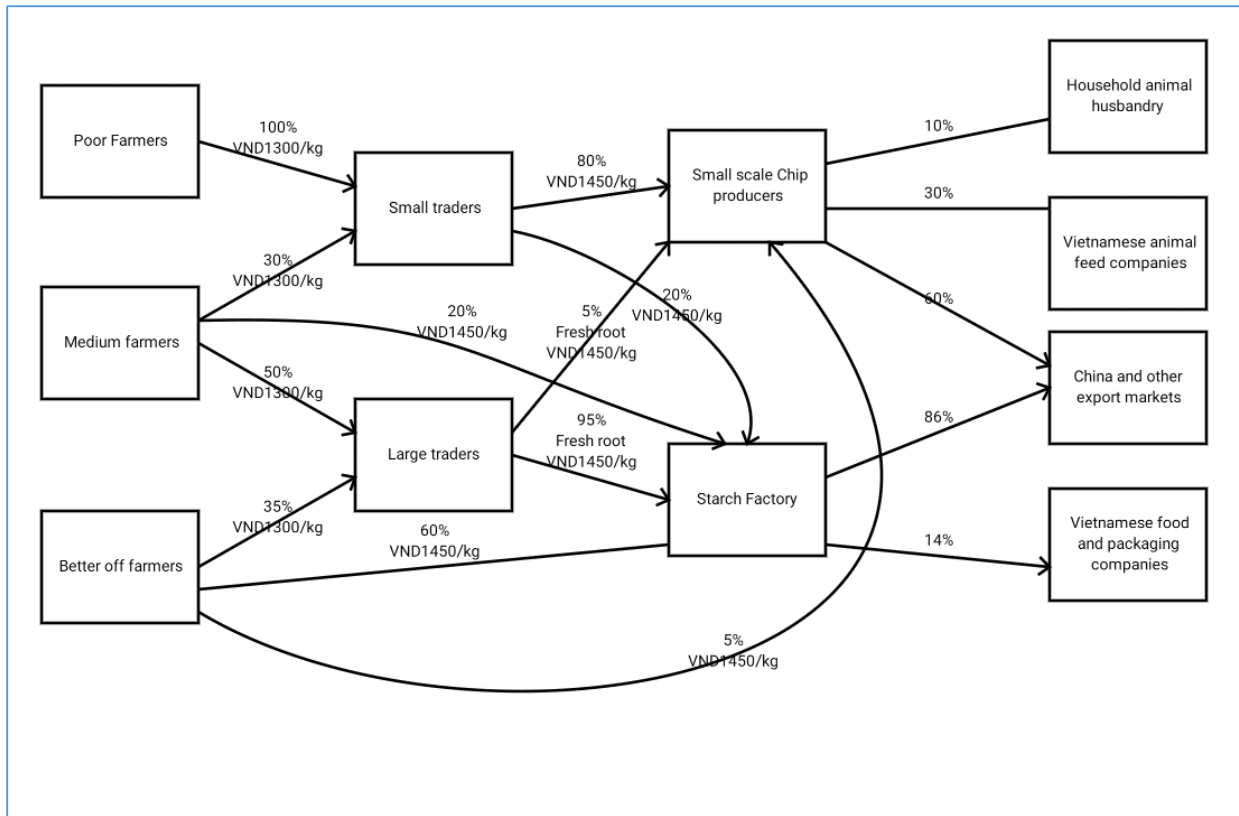 Poor Farmers
Medium farmers
Better off farmers
100%
VND1300/kg
30%
VND1300/kg
50%
VND1300/kg
35%
VND1300/kg
Small traders
Large traders
20%
VND1450/kg
60%
VND1450/kg
80%
VND1450/kg
5%
Fresh root
VND1450/kg
20%
VND1450/kg
95%
Fresh root
VND1450/kg
5%
VND1450/kg
Small scale Chip
producers
Starch Factory
10%
30%
60%
86%
14%
Household animal
husbandry
Vietnamese animal
feed companies
China and other
export markets
Vietnamese food
and packaging
companies